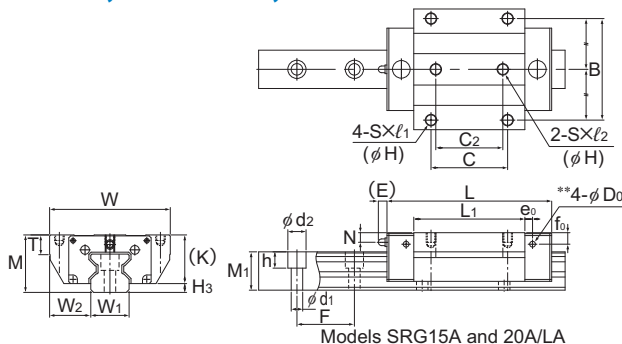 B
4-S×ℓ1
(φH)
C2
C
2-S×ℓ2
(φH)
W
T
M
(K)
H3
W2
W1
(E)
L
L1
e0
f0
**4-φD0
φd2
N
h
M1
φd1
F
Models SRG15A and 20A/LA